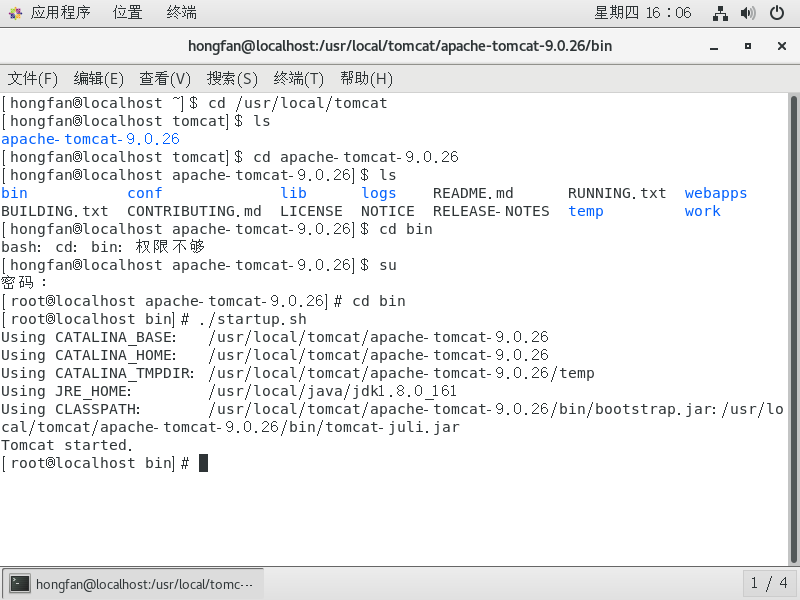 应用程序 位置 终端 星期四 16：06
hongfan@localhost:/usr/local/tomcat/apache-tomcat-9.0.26/bin
文件(F) 编辑(E) 查看(V) 搜索(S) 终端(T) 帮助(H)
[hongfan@localhost ~]$ cd /usr/local/tomcat
[hongfan@localhost tomcat]$ ls
apache-tomcat-9.0.26
[hongfan@localhost tomcat]$ cd apache-tomcat-9.0.26
[hongfan@localhost apache-tomcat-9.0.26]$ ls
bin conf lib logs README.md RUNNING.txt webapps
BUILDING.txt CONTRIBUTING.md LICENSE NOTICE RELEASE-NOTES temp work
[hongfan@localhost apache-tomcat-9.0.26]$ cd bin
bash: cd: bin: 权限不够
[hongfan@localhost apache-tomcat-9.0.26]$ su
密码：
[root@localhost apache-tomcat-9.0.26]# cd bin
[root@localhost bin]# ./startup.sh
Using CATALINA_BASE: /usr/local/tomcat/apache-tomcat-9.0.26
Using CATALINA_HOME: /usr/local/tomcat/apache-tomcat-9.0.26
Using CATALINA_TMPDIR: /usr/local/tomcat/apache-tomcat-9.0.26/temp
Using JRE_HOME: /usr/local/java/jdk1.8.0_161
Using CLASSPATH: /usr/local/tomcat/apache-tomcat-9.0.26/bin/bootstrap.jar:/usr/lo
cal/tomcat/apache-tomcat-9.0.26/bin/tomcat-juli.jar
Tomcat started.
[root@localhost bin]#
hongfan@localhost:/usr/local/tomc… 1 / 4